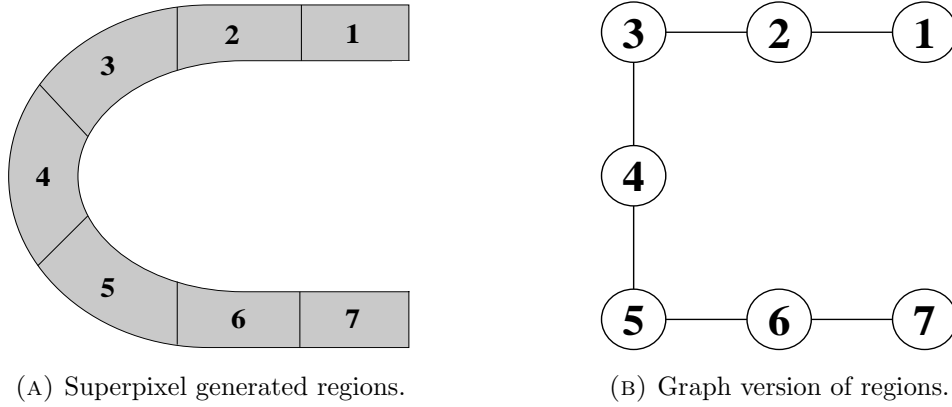 2 1
3
4
5
6 7
3 2 1
4
5 6 7
(A) Superpixel generated regions.
(B) Graph version of regions.